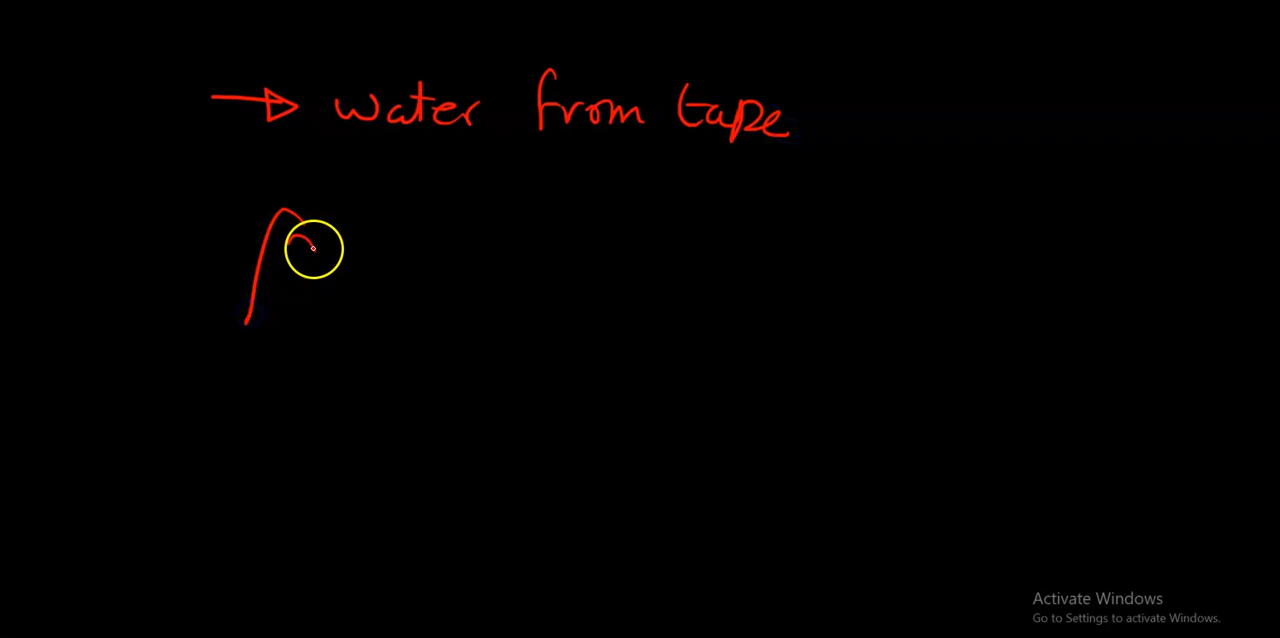 water from tape
Activate Windows
Go to Settings to activate Windows.